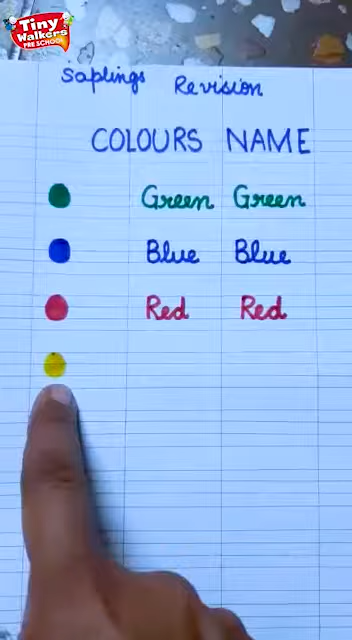 Tiny
Walkers
PRE SCHOOL
Saplings Revision
COLOURS NAME
Green Green
Blue Blue
Red Red